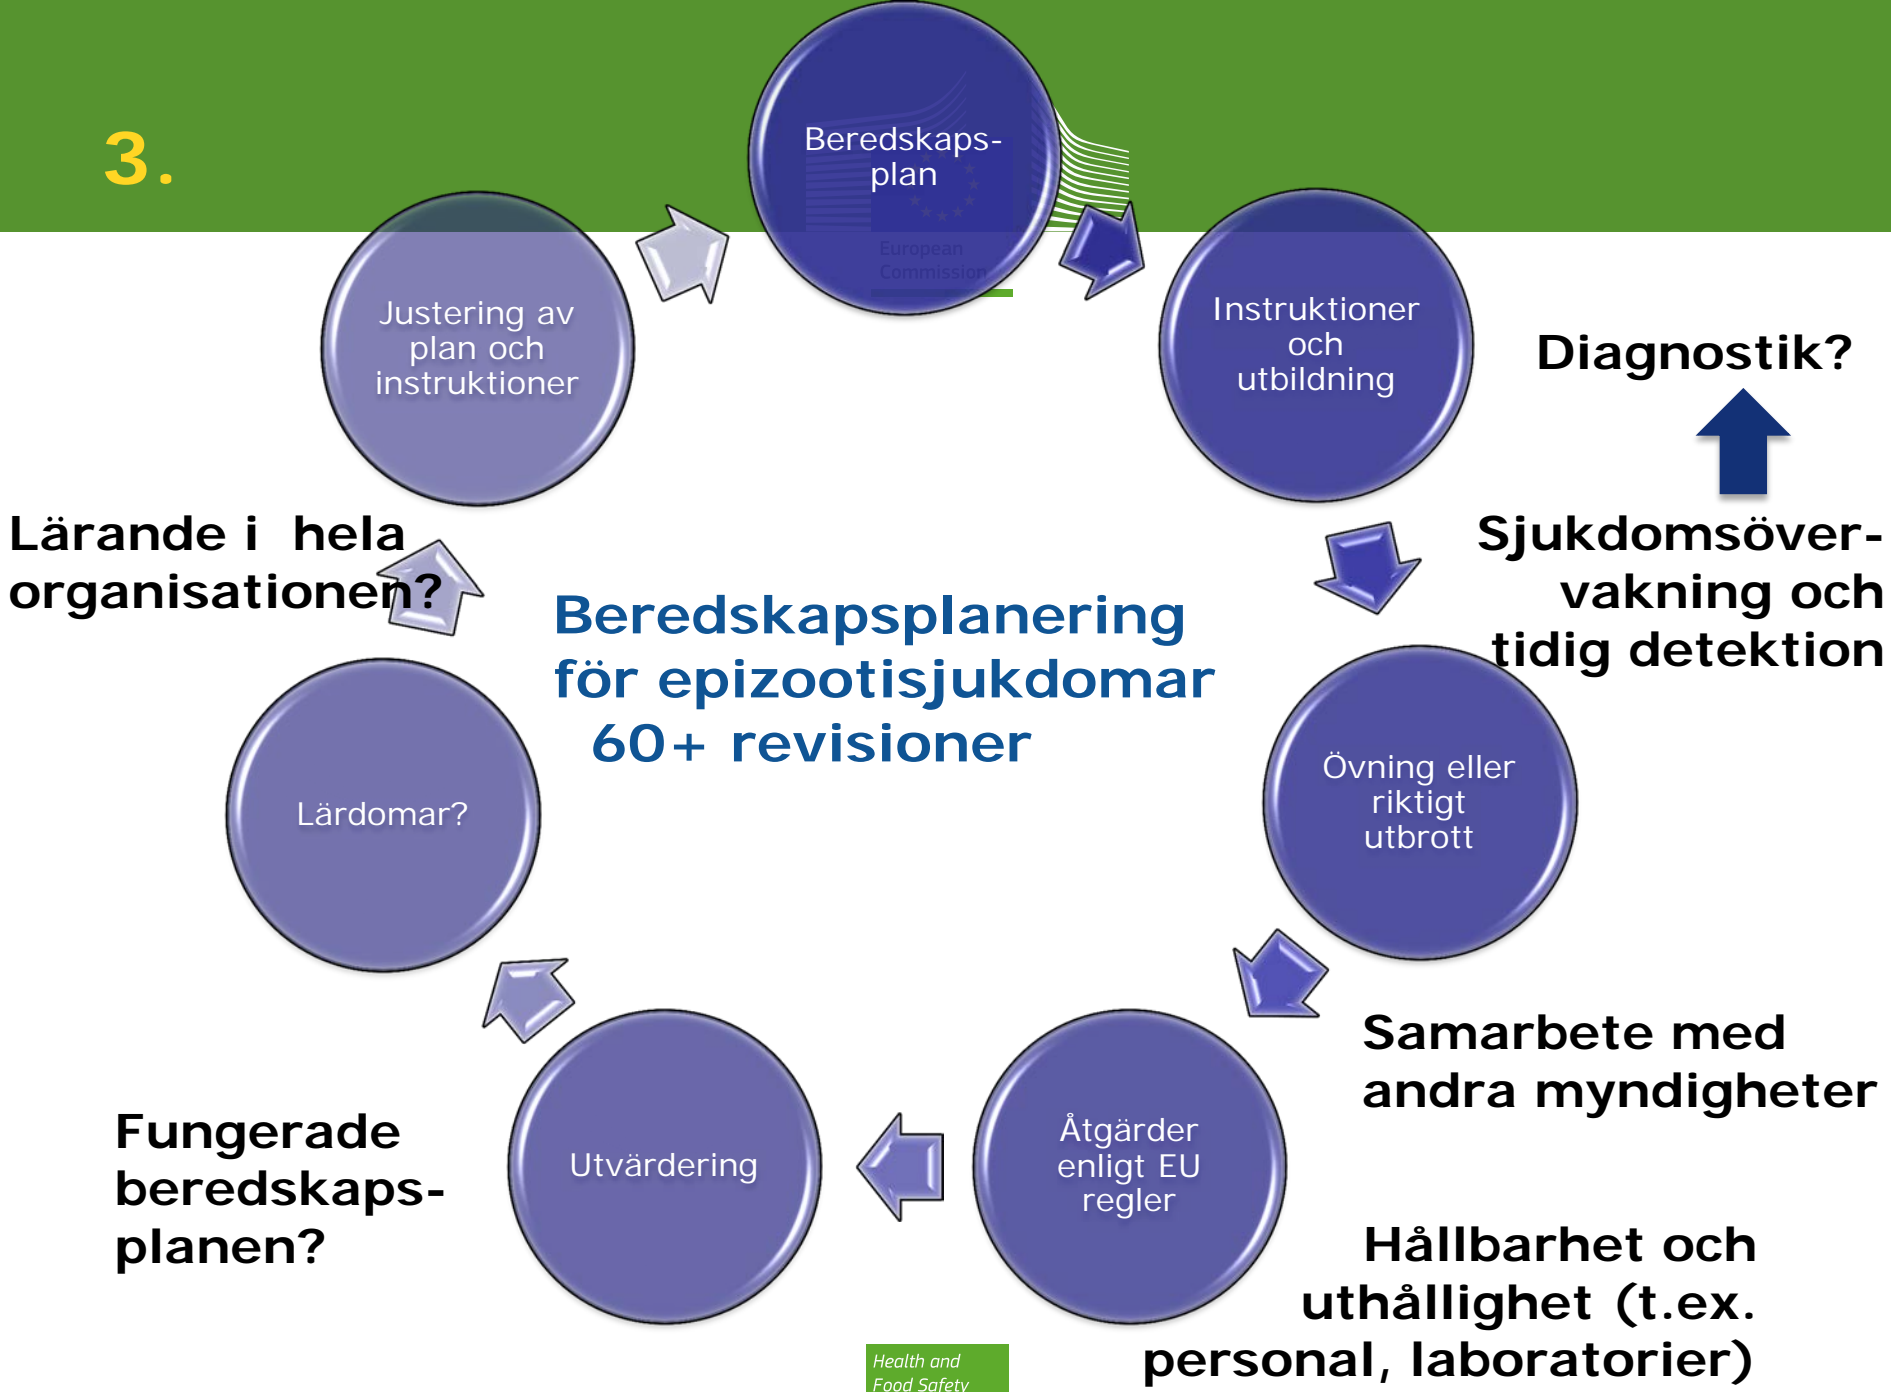 3.
Beredskaps-
plan
European
Commission
Instruktioner
och
utbildning
Diagnostik?
Sjukdomsöver-
vakning och
tidig detektion
Övning eller
riktigt
utbrott
Samarbete med
andra myndigheter
Åtgärder
enligt EU
regler
Hållbarhet och
uthållighet (t.ex.
personal, laboratorier)
Utvärdering
Fungerade
beredskaps-
planen?
Lärdomar?
Lärande i hela
organisationen?
Justering av
plan och
instruktioner
Beredskapsplanering
för epizootisjukdomar
60+ revisioner
Health and
Food Safety